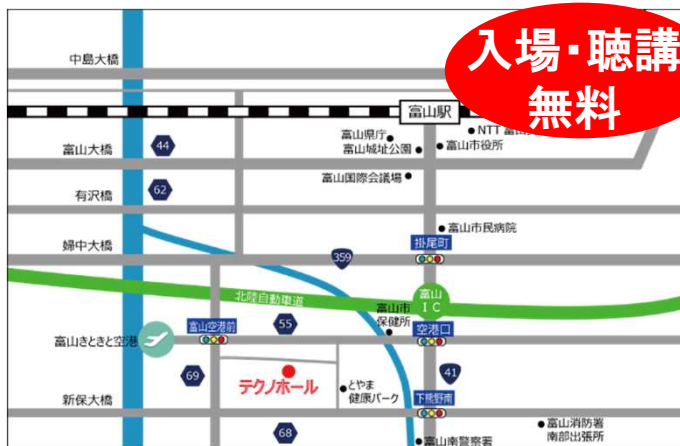 入場・聴講
無料
中島大橋
富山駅
NTT 富山
富山県庁
富山大橋
44
富山城址公園
富山市役所
富山国際会議場
62
有沢橋
富山市民病院
婦中大橋
359
掛尾町
北陸自動車道
富山
IC
富山市
保健所
富山きときと空港
富山空港前
55
空港口
69
テクノホール
とやま
健康パーク
41
新保大橋
下熊野南
68
富山消防署
南部出張所
富山南警察署